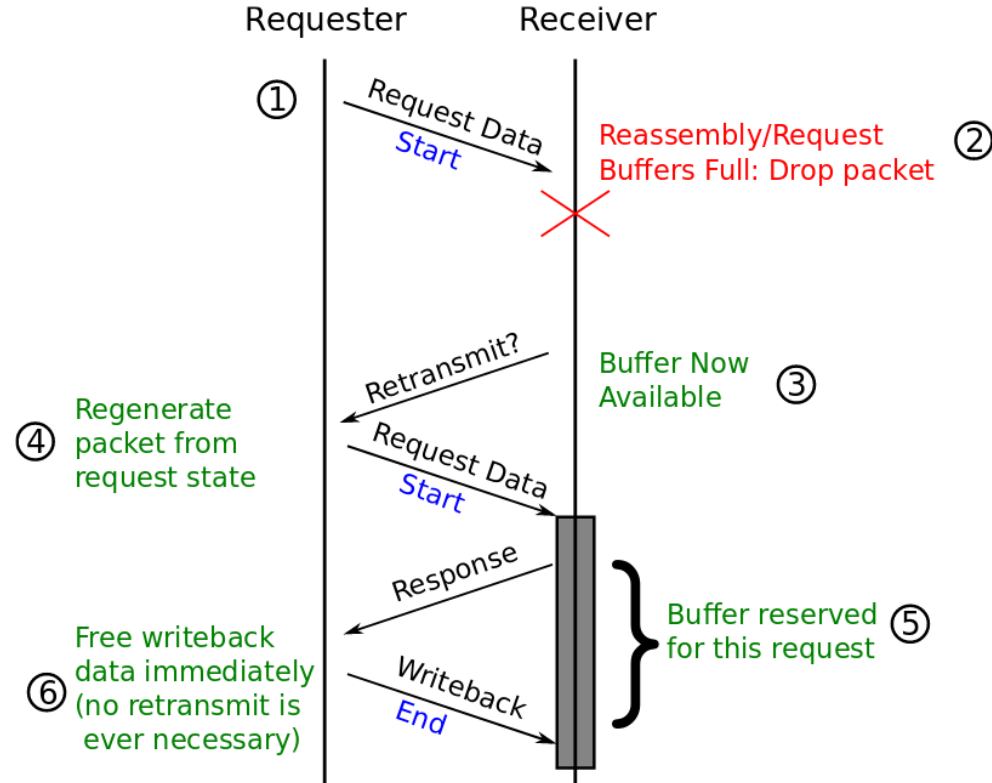 Requester
Receiver
①
Request Data
Start
Reassembly/Request
Buffers Full: Drop packet
②
Retransmit?
Buffer Now
Available
③
④
Regenerate
packet from
request state
Request Data
Start
Response
Buffer reserved
for this request
⑤
⑥
Free writeback
data immediately
(no retransmit is
ever necessary)
Writeback
End